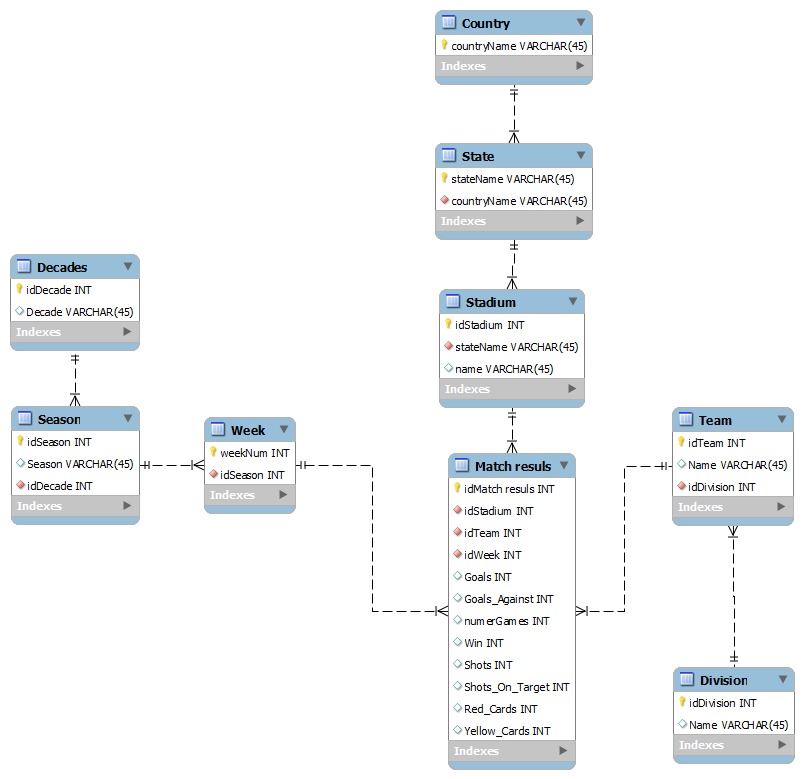 Country
countryName VARCHAR(45)
Indexes
State
stateName VARCHAR(45)
countryName VARCHAR(45)
Indexes
Decades
idDecade INT
Decade VARCHAR(45)
Indexes
Stadium
idStadium INT
stateName VARCHAR(45)
name VARCHAR(45)
Indexes
Season
idSeason INT
Season VARCHAR(45)
idDecade INT
Indexes
Week
weekNum INT
idSeason INT
Indexes
Match resuls
idMatch resuls INT
idStadium INT
idTeam INT
idWeek INT
Goals INT
Goals_Against INT
numerGames INT
Win INT
Shots INT
Shots_On_Target INT
Red_Cards INT
Yellow_Cards INT
Indexes
Team
idTeam INT
Name VARCHAR(45)
idDivision INT
Indexes
Division
idDivision INT
Name VARCHAR(45)
Indexes